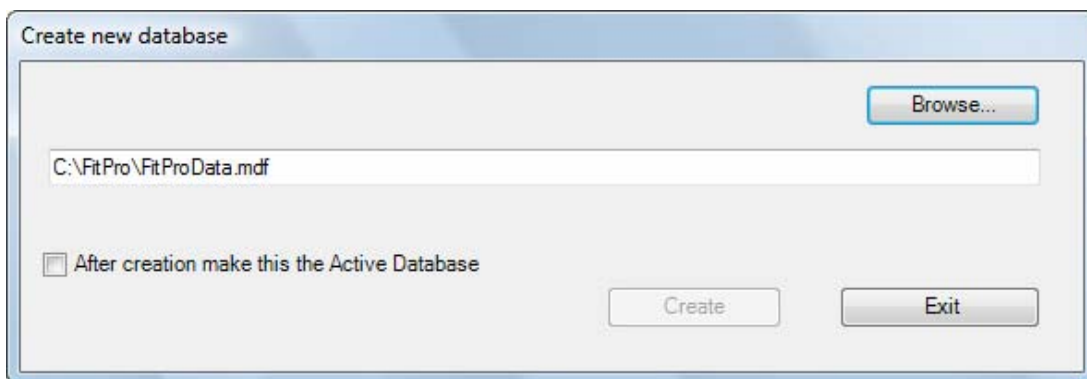 Create new database
Browse...
C:\FitPro\FitProData.mdf
After creation make this the Active Database
Create
Exit